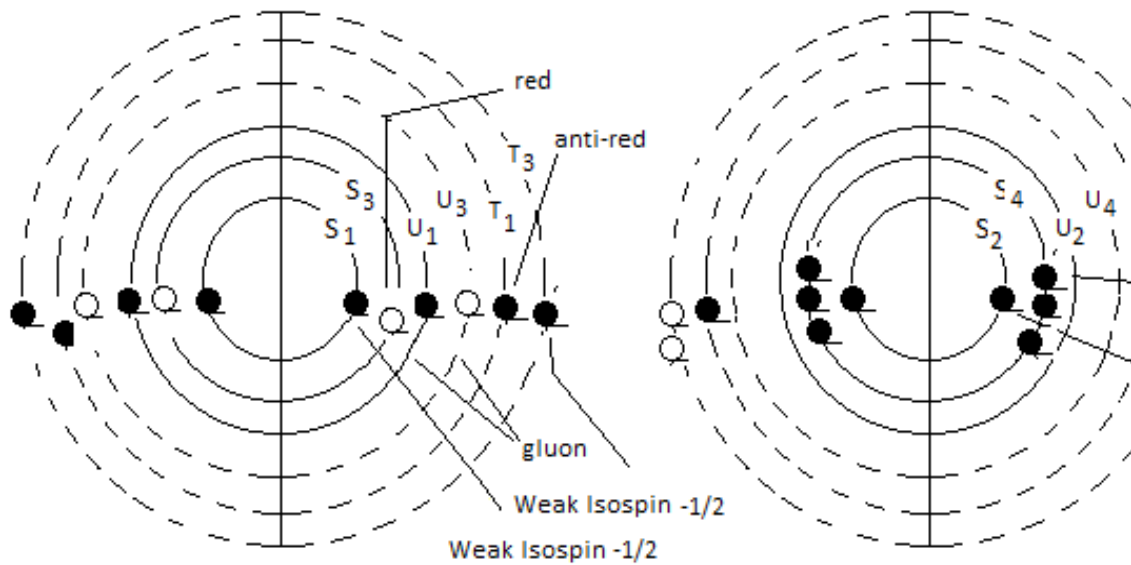 red
anti-red
T3
S3
U3
T1
S1
U1
gluon
Weak Isospin -1/2
Weak Isospin -1/2
S4
U4
S2
U2